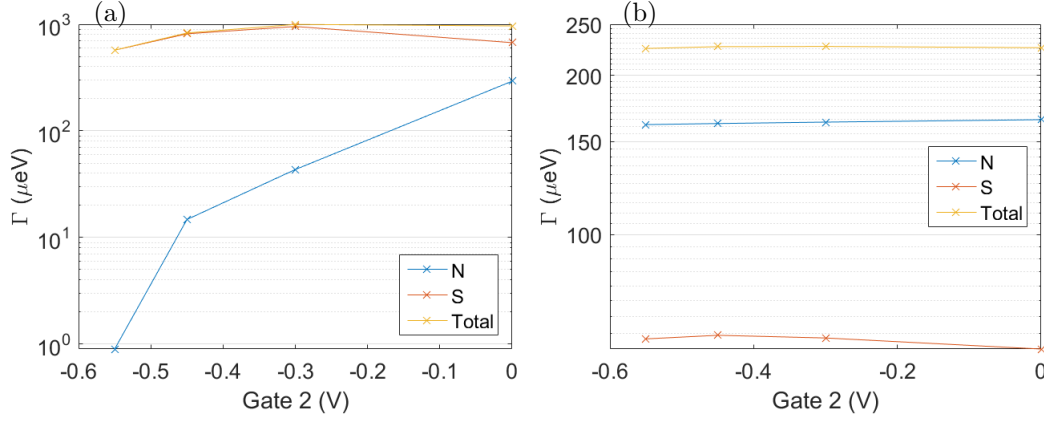 (a)
10^3
10^2
10^1
10^0
Γ (μeV)
-0.6 -0.5 -0.4 -0.3 -0.2 -0.1 0
Gate 2 (V)
N
S
Total
(b)
250
200
150
100
Γ (μeV)
-0.6 -0.4 -0.2 0
Gate 2 (V)
N
S
Total